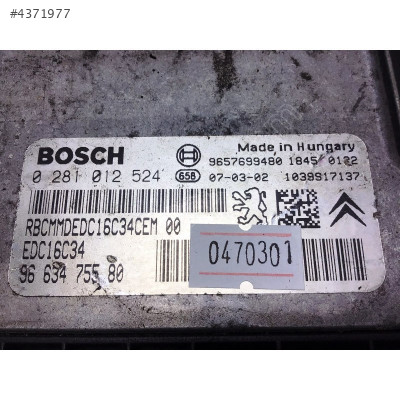 #4371977
BOSCH
Made in Hungary
9657699480 1845 0122
0 281 012 524
658
07-03-02
1039S17137
RBCMMDEDC16C34CEM 00
EDC16C34
0470301
96 634 755 80